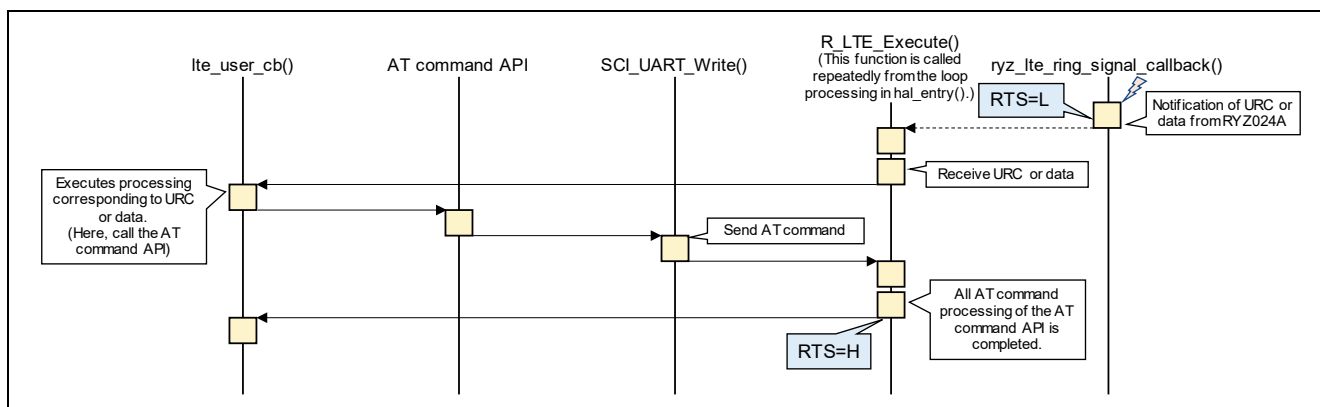 lte_user_cb()
AT command API
SCI_UART_Write()
R_LTE_Execute()
(This function is called
repeatedly from the loop
processing in hal_entry().)
ryz_lte_ring_signal_callback()
RTS=L
Notification of URC or
data from RYZ024A
Receive URC or data
Executes processing
corresponding to URC
or data.
(Here, call the AT
command API)
Send AT command
All AT command
processing of the AT
command API is
completed.
RTS=H